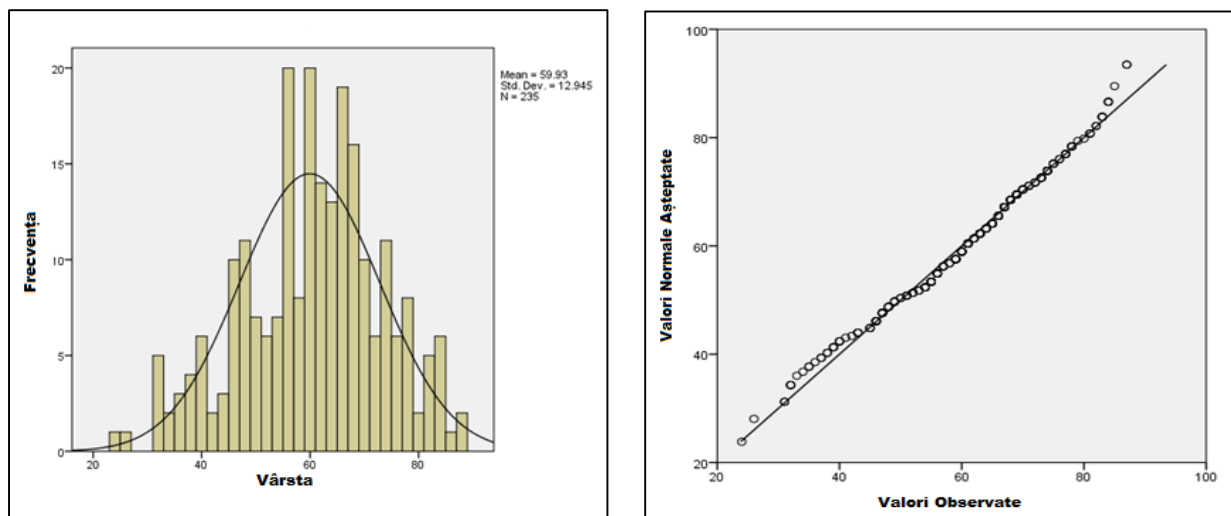 Mean = 59.93
Std. Dev. = 12.945
N = 235
Frecvența
20
15
10
5
0
20
40
60
80
Vârsta
Valori Normale Așteptate
100
80
60
40
20
20
40
60
80
100
Valori Observate